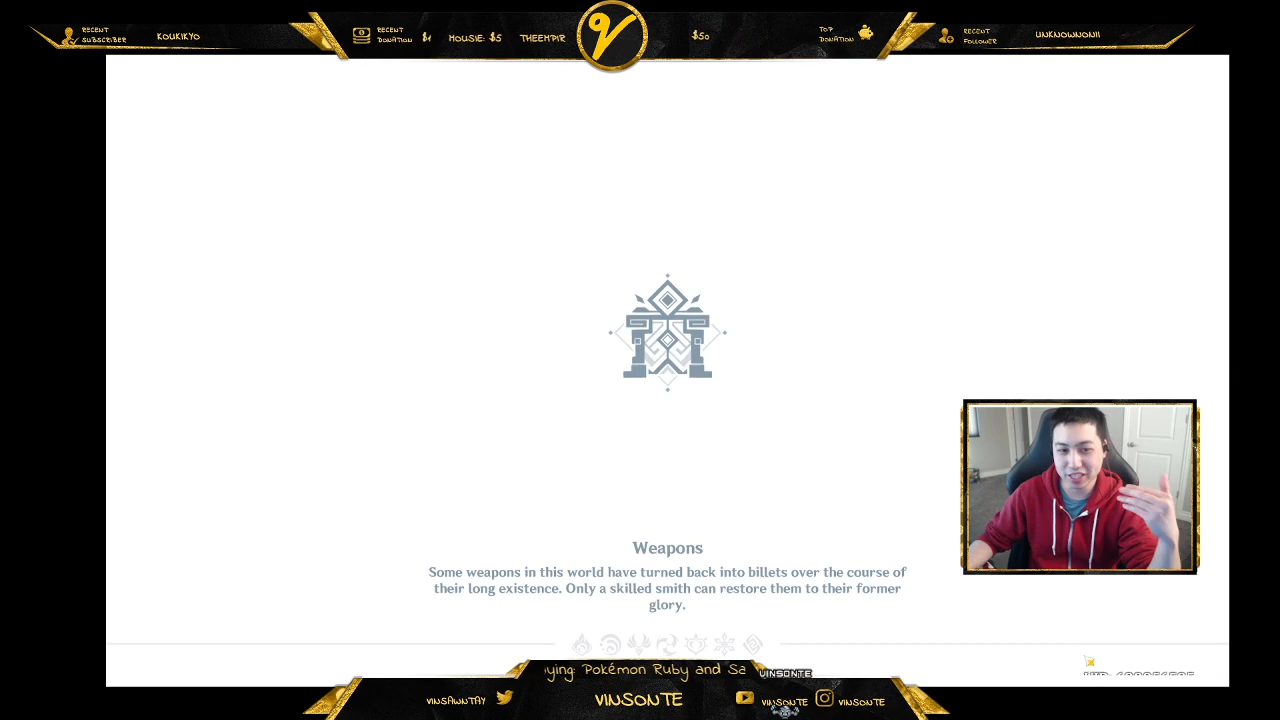 RECENT
SUBSCRIBER
KOUKIKYO
RECENT
DONATION
MOUSIE: $5
THEEMPIR
$50
TOP
DONATION
RECENT
FOLLOWER
UNKNOWNONII
Weapons
Some weapons in this world have turned back into billets over the course of
their long existence. Only a skilled smith can restore them to their former
glory.
ying: Pokémon Ruby and Sa
VINSONTE
VINSAWNTAY
VINSONTE
VINSONTE
VINSONTE